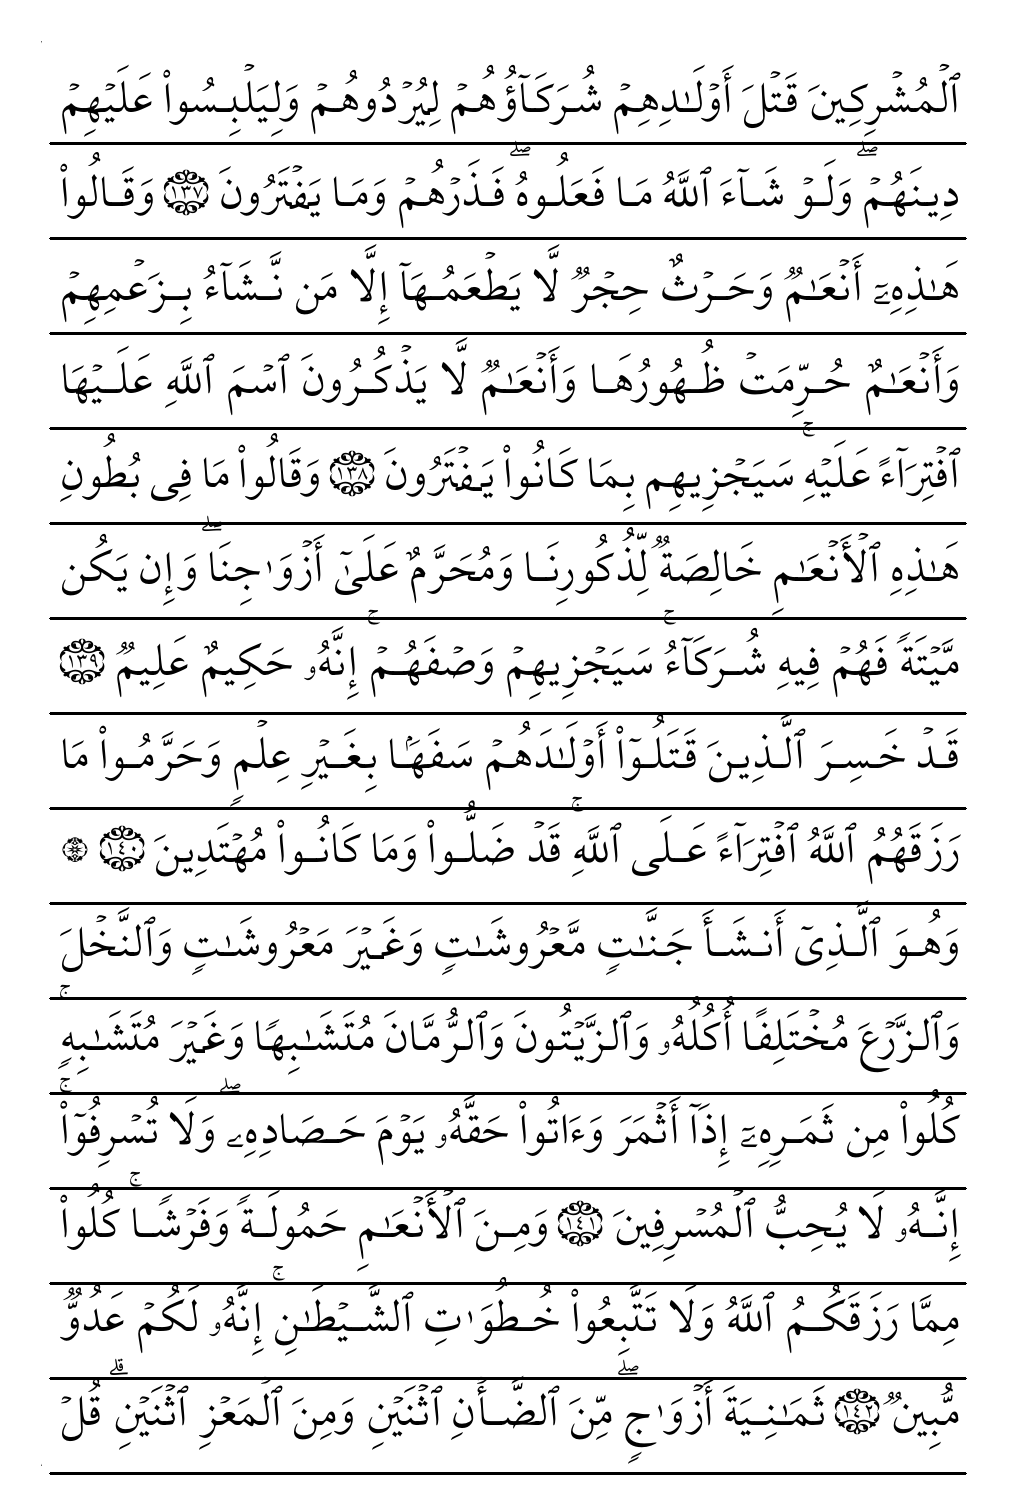 ٱلۡمُشۡرِكِينَ قَتۡلَ أَوۡلَـٰدِهِمۡ شُرَكَآؤُهُمۡ لِيُرۡدُوهُمۡ وَلِيَلۡبِسُواْ عَلَيۡهِمۡ
دِينَهُمۡۖ وَلَوۡ شَآءَ ٱللَّهُ مَا فَعَلُوهُۖ فَذَرۡهُمۡ وَمَا يَفۡتَرُونَ ١٣٧ وَقَالُواْ
هَـٰذِهِۦٓ أَنۡعَـٰمٌ وَحَرۡثٌ حِجۡرٌ لَّا يَطۡعَمُهَآ إِلَّا مَن نَّشَآءُ بِزَعۡمِهِمۡ
وَأَنۡعَـٰمٌ حُرِّمَتۡ ظُهُورُهَا وَأَنۡعَـٰمٌ لَّا يَذۡكُرُونَ ٱسۡمَ ٱللَّهِ عَلَيۡهَا
ٱفۡتِرَآءً عَلَيۡهِۚ سَيَجۡزِيهِم بِمَا كَانُواْ يَفۡتَرُونَ ١٣٨ وَقَالُواْ مَا فِى بُطُونِ
هَـٰذِهِ ٱلۡأَنۡعَـٰمِ خَالِصَةٌ لِّذُكُورِنَا وَمُحَرَّمٌ عَلَىٰٓ أَزۡوَٰجِنَاۖ وَإِن يَكُن
مَّيۡتَةً فَهُمۡ فِيهِ شُرَكَآءُۚ سَيَجۡزِيهِمۡ وَصۡفَهُمۡۚ إِنَّهُۥ حَكِيمٌ عَلِيمٌ ١٣٩
قَدۡ خَسِرَ ٱلَّذِينَ قَتَلُوٓاْ أَوۡلَـٰدَهُمۡ سَفَهَۢا بِغَيۡرِ عِلۡمٍ وَحَرَّمُواْ مَا
رَزَقَهُمُ ٱللَّهُ ٱفۡتِرَآءً عَلَى ٱللَّهِۚ قَدۡ ضَلُّواْ وَمَا كَانُواْ مُهۡتَدِينَ ١٤٠ ۞
وَهُوَ ٱلَّذِىٓ أَنشَأَ جَنَّـٰتٍ مَّعۡرُوشَـٰتٍ وَغَيۡرَ مَعۡرُوشَـٰتٍ وَٱلنَّخۡلَ
وَٱلزَّرۡعَ مُخۡتَلِفًا أُكُلُهُۥ وَٱلزَّيۡتُونَ وَٱلرُّمَّانَ مُتَشَـٰبِهًا وَغَيۡرَ مُتَشَـٰبِهٍۚ
كُلُواْ مِن ثَمَرِهِۦٓ إِذَآ أَثۡمَرَ وَءَاتُواْ حَقَّهُۥ يَوۡمَ حَصَادِهِۦۖ وَلَا تُسۡرِفُوٓاْۚ
إِنَّهُۥ لَا يُحِبُّ ٱلۡمُسۡرِفِينَ ١٤١ وَمِنَ ٱلۡأَنۡعَـٰمِ حَمُولَةً وَفَرۡشًاۚ كُلُواْ
مِمَّا رَزَقَكُمُ ٱللَّهُ وَلَا تَتَّبِعُواْ خُطُوَٰتِ ٱلشَّيۡطَـٰنِۚ إِنَّهُۥ لَكُمۡ عَدُوٌّ
مُّبِينٌ ١٤٢ ثَمَـٰنِيَةَ أَزۡوَٰجٍۖ مِّنَ ٱلضَّأۡنِ ٱثۡنَيۡنِ وَمِنَ ٱلۡمَعۡزِ ٱثۡنَيۡنِۗ قُلۡ